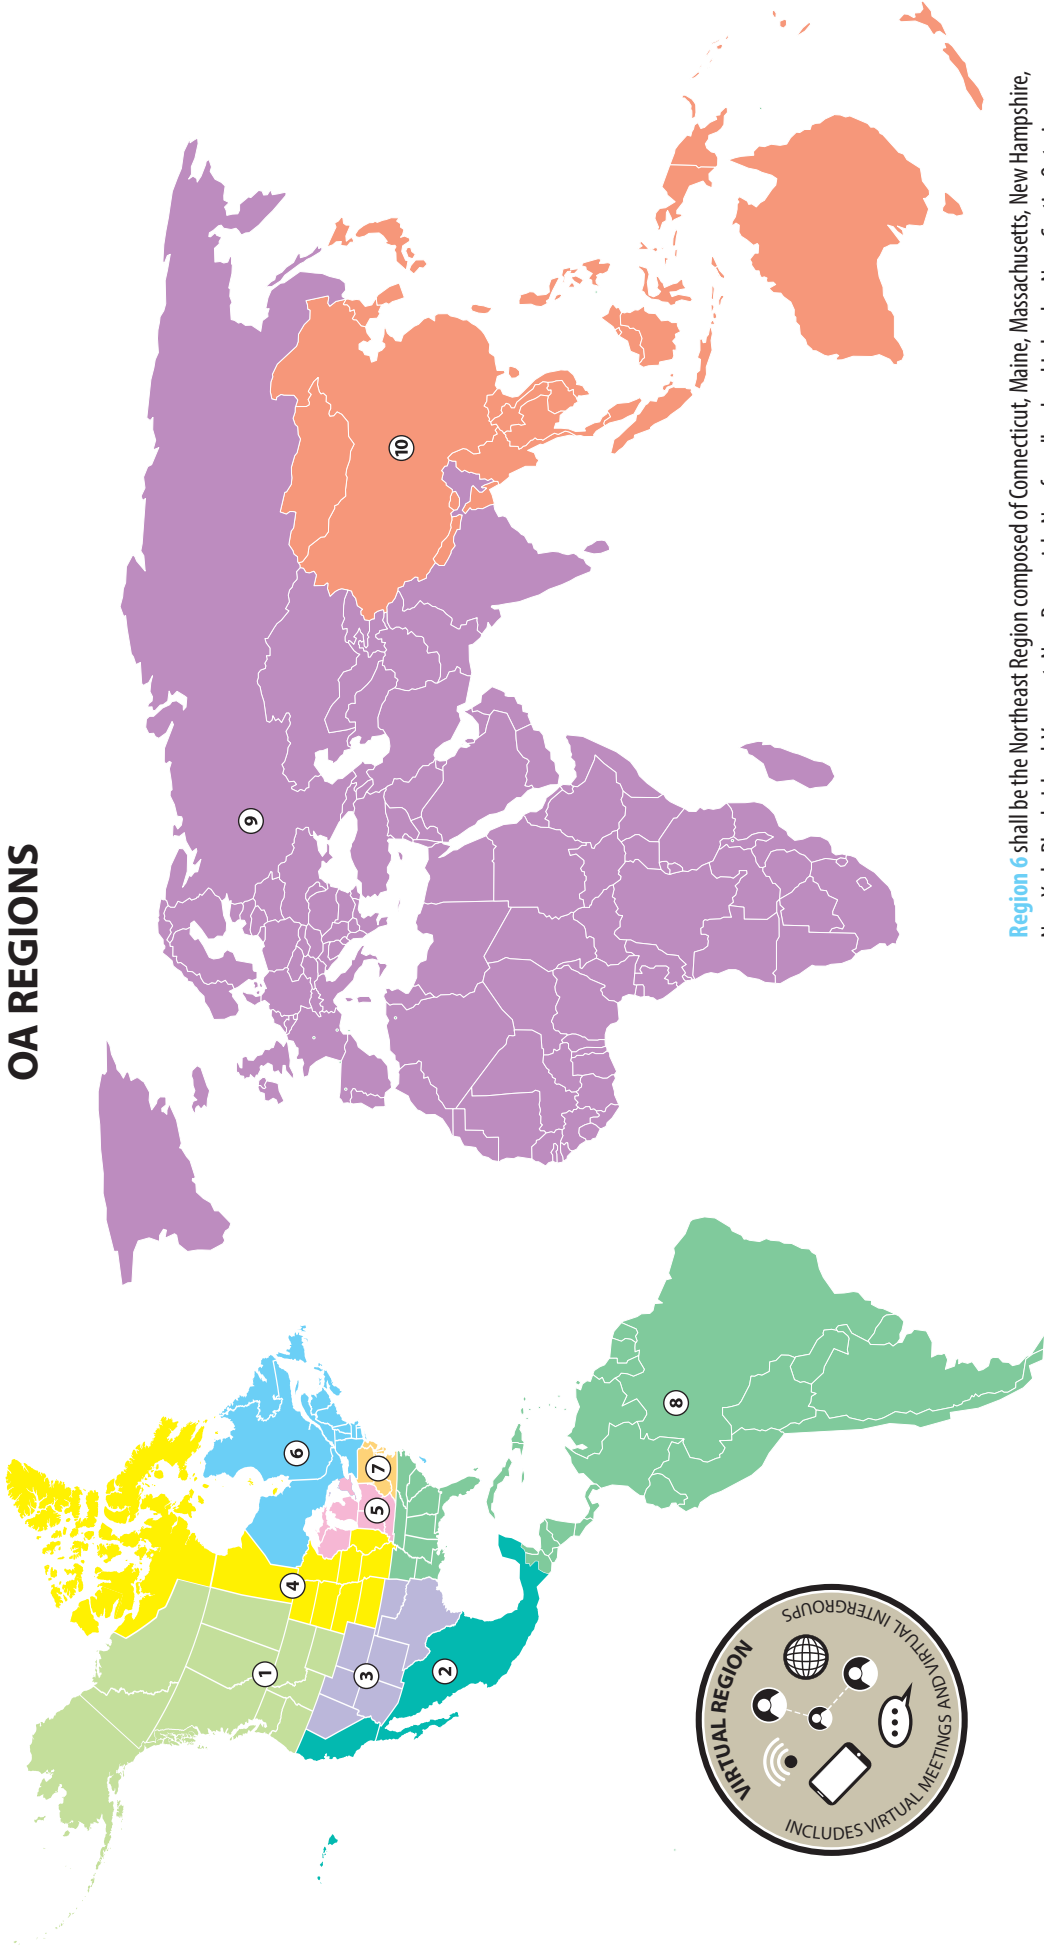 OA REGIONS
1
2
3
4
5
6
7
8
9
10
VIRTUAL REGION
INCLUDES VIRTUAL MEETINGS AND VIRTUAL INTERGROUPS
Region 6 shall be the Northeast Region composed of Connecticut, Maine, Massachusetts, New Hampshire,